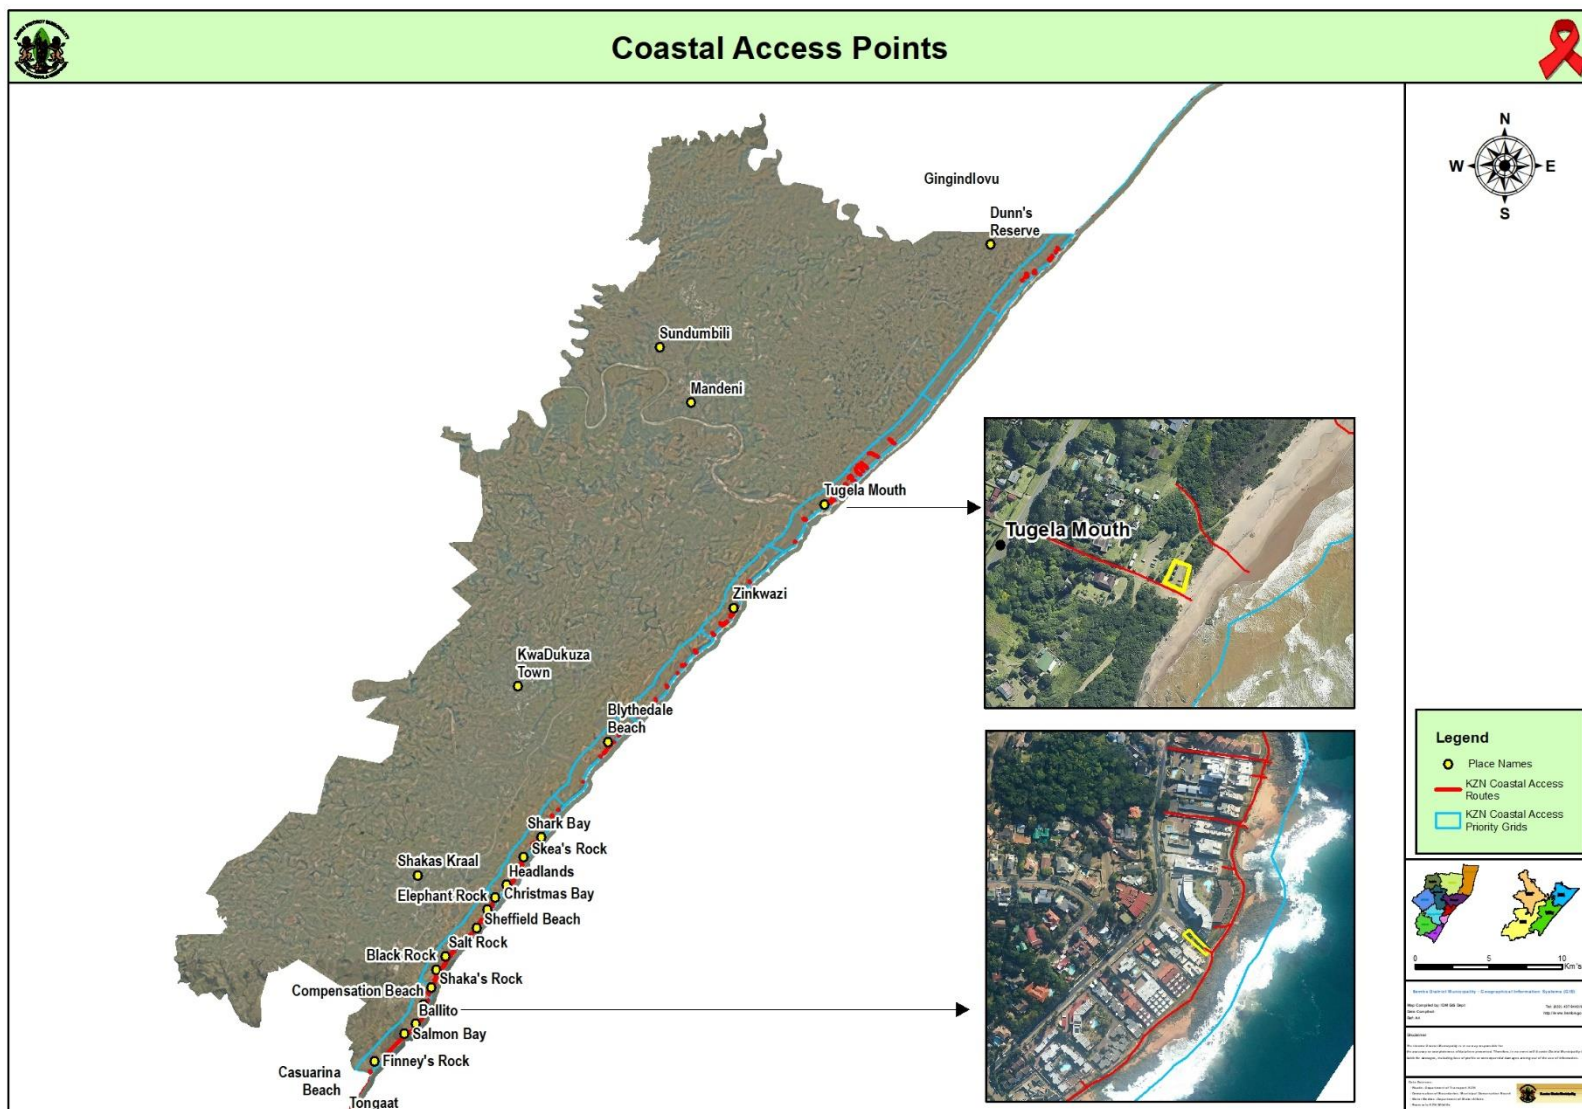 Coastal Access Points
Gingindlovu
Dunn's
Reserve
Sundumbili
Mandeni
Tugela Mouth
Zinkwazi
KwaDukuza
Town
Blythedale
Beach
Shark Bay
Skea's Rock
Shakas Kraal
Headlands
Elephant Rock
Christmas Bay
Sheffield Beach
Salt Rock
Black Rock
Shaka's Rock
Compensation Beach
Ballito
Salmon Bay
Finney's Rock
Casuarina
Beach
Tongaat
Tugela Mouth
N
W E
S
Legend
Place Names
KZN Coastal Access
Routes
KZN Coastal Access
Priority Grids
0 5 10
Km's